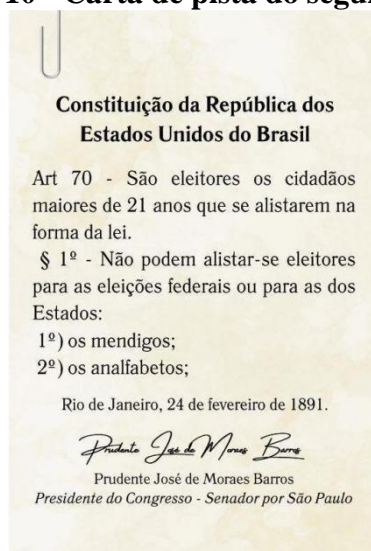 Carta de pista do
Constituição da República dos
Estados Unidos do Brasil
Art 70 - São eleitores os cidadãos
maiores de 21 anos que se alistarem na
forma da lei.
§ 1º - Não podem alistar-se eleitores
para as eleições federais ou para as dos
Estados:
1º) os mendigos;
2º) os analfabetos;
Rio de Janeiro, 24 de fevereiro de 1891.
Prudente José de Moraes Barros
Prudente José de Moraes Barros
Presidente do Congresso - Senador por São Paulo